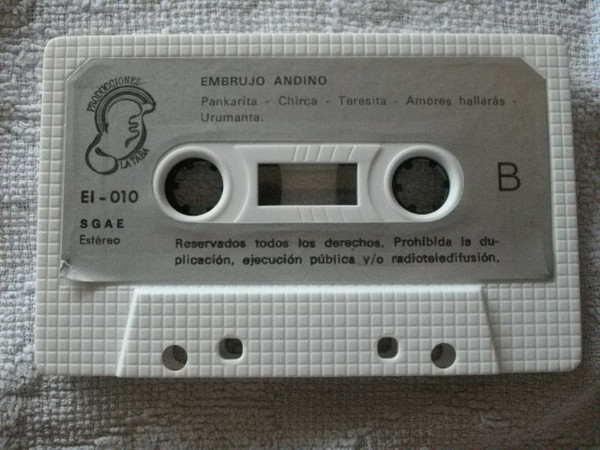 PRODUCCIONES
LA TABA
EMBRUJO ANDINO
Pankarita - Chirca - Teresita - Amores hallarás -
Urumanta.
B
EI - 010
SGAE
Estéreo
Reservados todos los derechos. Prohibida la du-
plicación, ejecución pública y/o radioteledifusión.